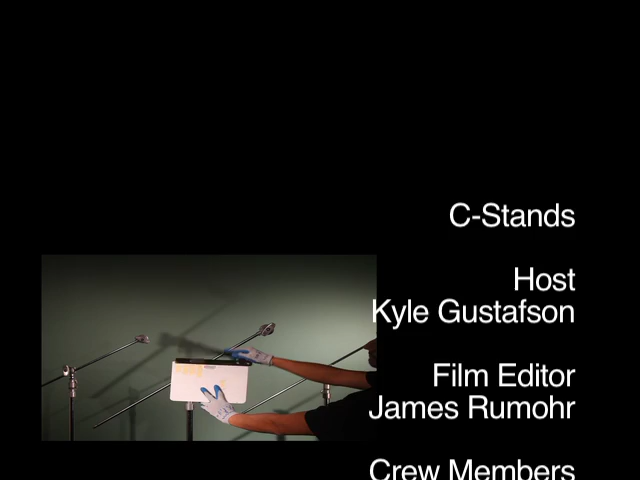 C-Stands
Host
Kyle Gustafson
Film Editor
James Rumohr
Crew Members